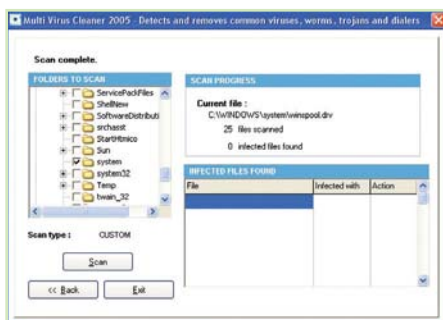 Multi Virus Cleaner 2005 - Detects and removes common viruses, worms, trojans and dialers
Scan complete.
FOLDERS TO SCAN
ServicePackFiles
ShellNew
SoftwareDistributi
srchasst
StartHtmico
Sun
system
system32
Temp
twain_32
Scan type :
CUSTOM
Scan
<< Back
Exit
SCAN PROGRESS
Current file :
C:\WINDOWS\system\winspool.drv
25 files scanned
0 infected files found
INFECTED FILES FOUND
File
Infected with
Action